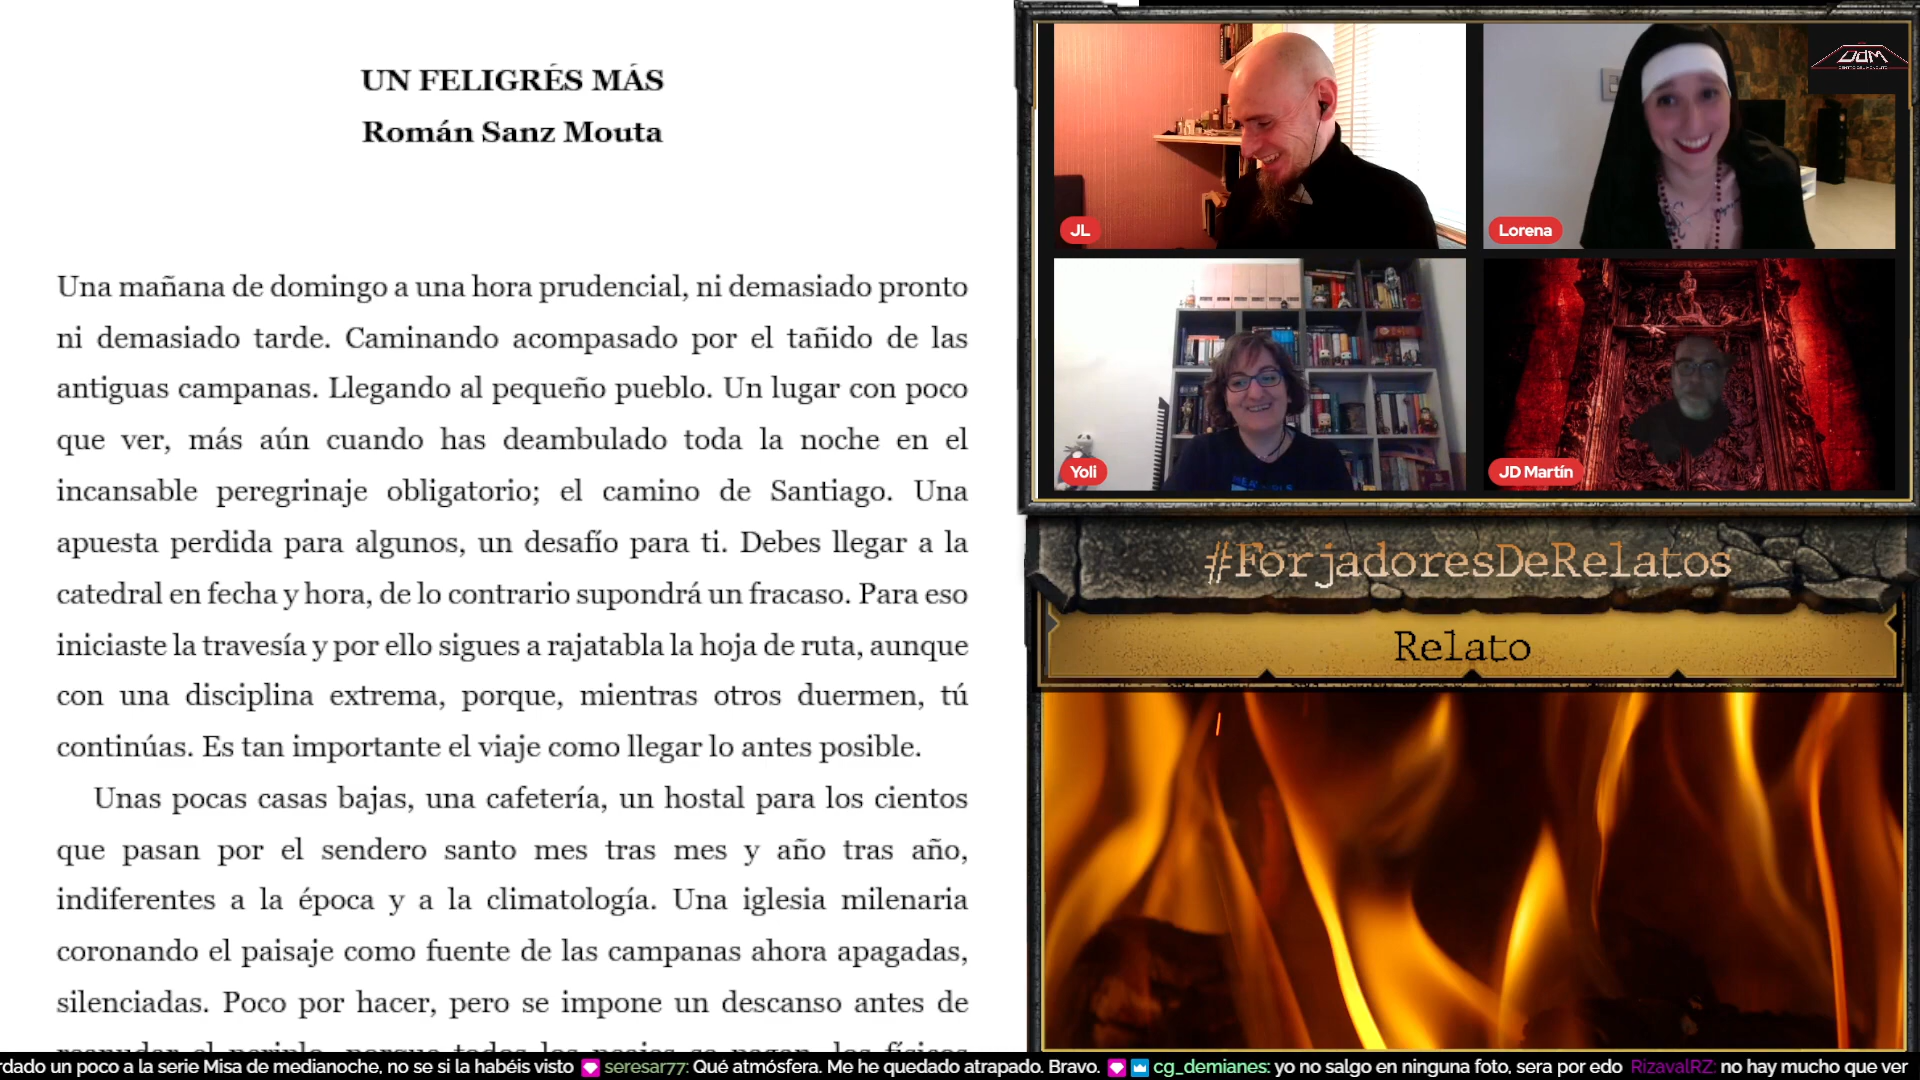 UN FELIGRÉS MÁS
Román Sanz Mouta
Una mañana de domingo a una hora prudencial, ni demasiado pronto
ni demasiado tarde. Caminando acompasado por el tañido de las
antiguas campanas. Llegando al pequeño pueblo. Un lugar con poco
que ver, más aún cuando has deambulado toda la noche en el
incansable peregrinaje obligatorio; el camino de Santiago. Una
apuesta perdida para algunos, un desafío para ti. Debes llegar a la
catedral en fecha y hora, de lo contrario supondrá un fracaso. Para eso
iniciaste la travesía y por ello sigues a rajatabla la hoja de ruta, aunque
con una disciplina extrema, porque, mientras otros duermen, tú
continúas. Es tan importante el viaje como llegar lo antes posible.
Unas pocas casas bajas, una cafetería, un hostal para los cientos
que pasan por el sendero santo mes tras mes y año tras año,
indiferentes a la época y a la climatología. Una iglesia milenaria
coronando el paisaje como fuente de las campanas ahora apagadas,
silenciadas. Poco por hacer, pero se impone un descanso antes de
JL
Lorena
DdM
Yoli
JD Martín
#ForjadoresDeRelatos
Relato
rdado un poco a la serie Misa de medianoche, no se si la habéis visto seresar77: Qué atmósfera. Me he quedado atrapado. Bravo. cg_demianes: yo no salgo en ninguna foto, sera por edo RizavalRZ: no hay mucho que ver